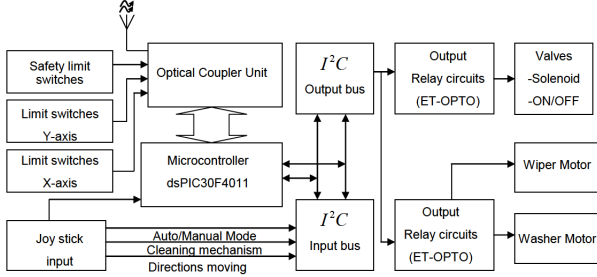 Safety limit
switches
Optical Coupler Unit
I²C
Output bus
Output
Relay circuits
(ET-OPTO)
Valves
-Solenoid
-ON/OFF
Limit switches
Y-axis
Limit switches
X-axis
Microcontroller
dsPIC30F4011
Wiper Motor
Joy stick
input
Auto/Manual Mode
Cleaning mechanism
Directions moving
I²C
Input bus
Output
Relay circuits
(ET-OPTO)
Washer Motor